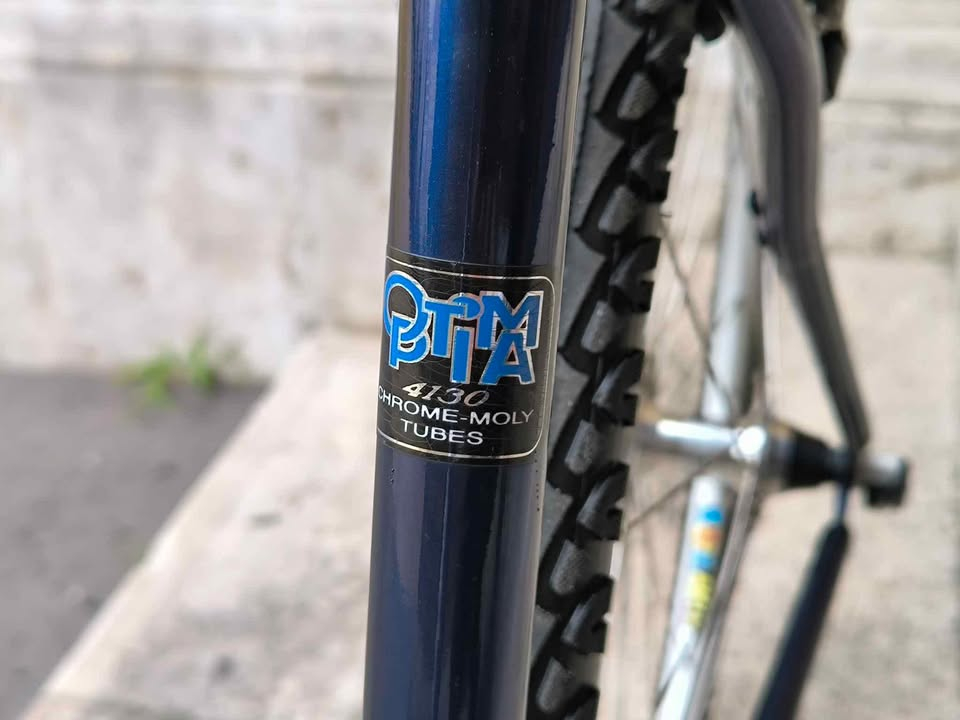 OPTIMA
4130
CHROME-MOLY
TUBES